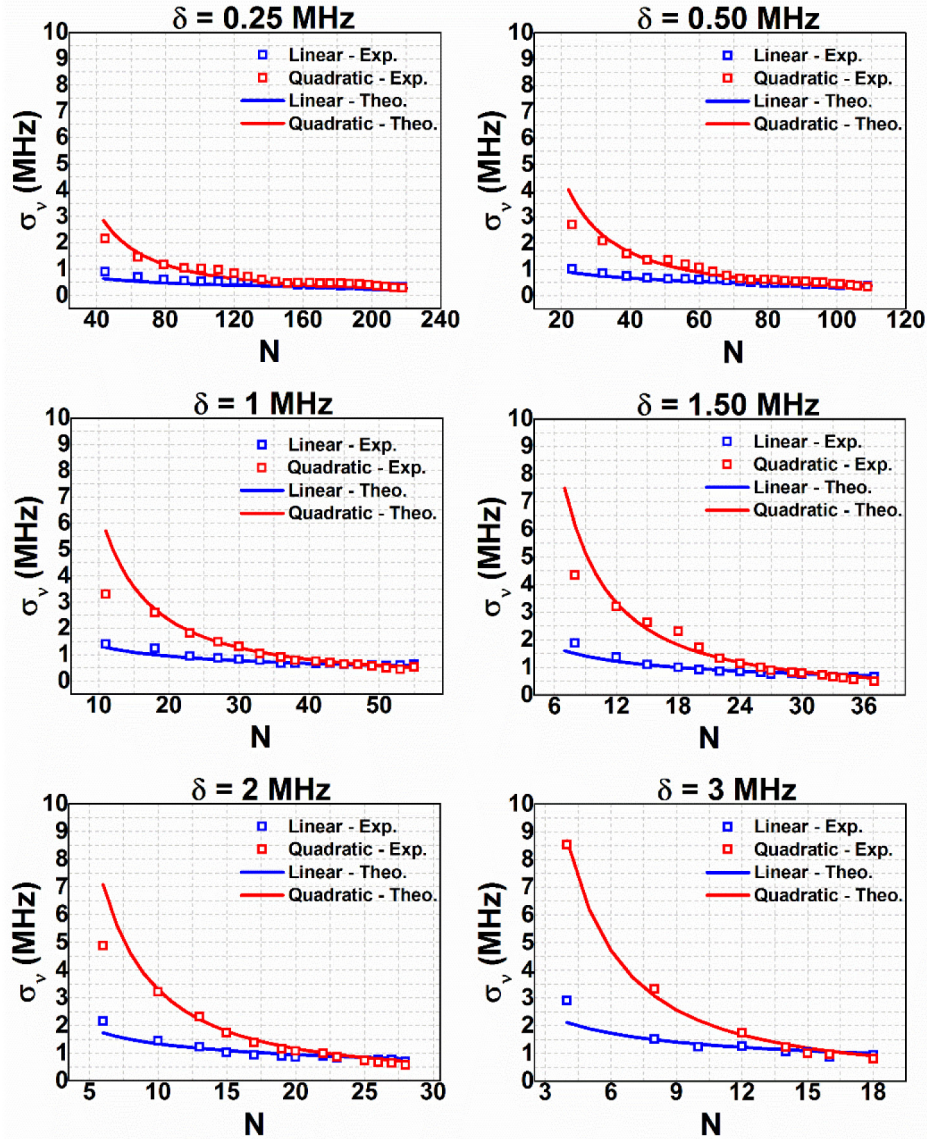 δ = 0.25 MHz
10
9
8
7
6
5
4
3
2
1
0
σν (MHz)
Linear - Exp.
Quadratic - Exp.
Linear - Theo.
Quadratic - Theo.
40 80 120 160 200 240
N
δ = 0.50 MHz
10
9
8
7
6
5
4
3
2
1
0
σν (MHz)
Linear - Exp.
Quadratic - Exp.
Linear - Theo.
Quadratic - Theo.
20 40 60 80 100 120
N
δ = 1 MHz
10
9
8
7
6
5
4
3
2
1
0
σν (MHz)
Linear - Exp.
Quadratic - Exp.
Linear - Theo.
Quadratic - Theo.
10 20 30 40 50
N
δ = 1.50 MHz
10
9
8
7
6
5
4
3
2
1
0
σν (MHz)
Linear - Exp.
Quadratic - Exp.
Linear - Theo.
Quadratic - Theo.
6 12 18 24 30 36
N
δ = 2 MHz
10
9
8
7
6
5
4
3
2
1
0
σν (MHz)
Linear - Exp.
Quadratic - Exp.
Linear - Theo.
Quadratic - Theo.
5 10 15 20 25 30
N
δ = 3 MHz
10
9
8
7
6
5
4
3
2
1
0
σν (MHz)
Linear - Exp.
Quadratic - Exp.
Linear - Theo.
Quadratic - Theo.
3 6 9 12 15 18
N